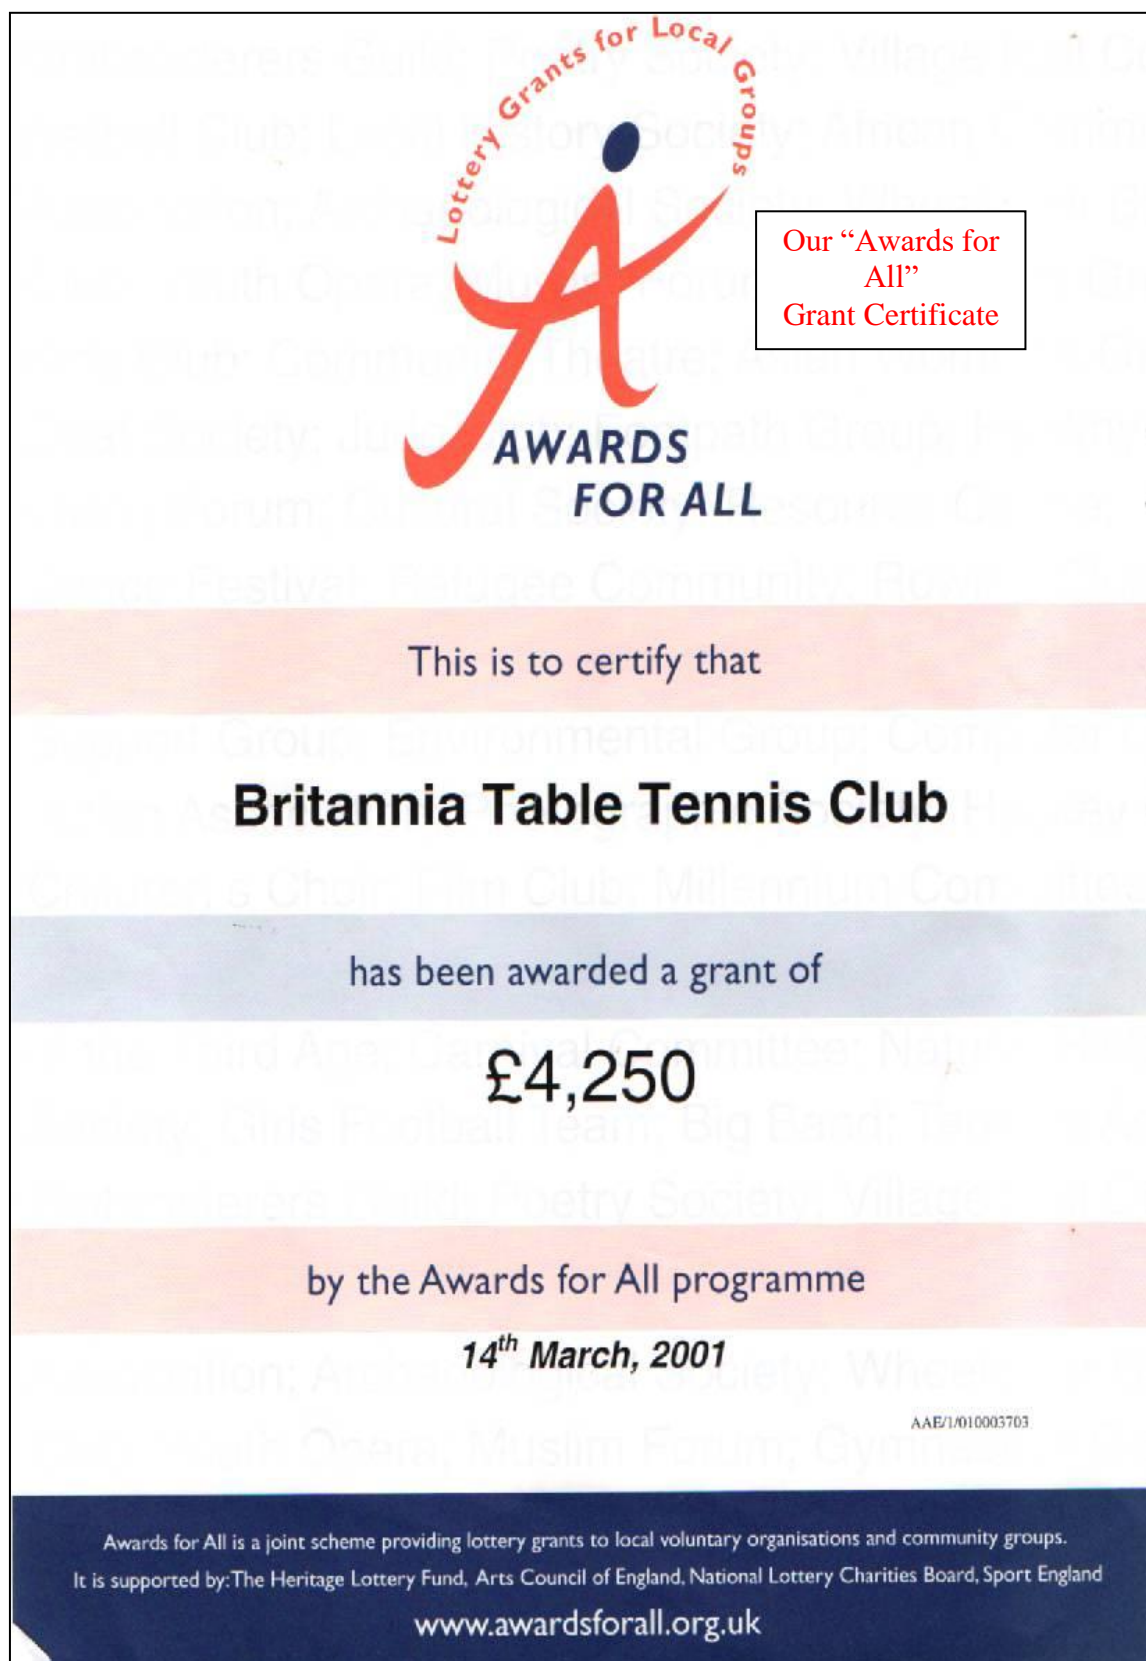 Lottery Grants for Local Groups
Our “Awards for
All”
Grant Certificate
AWARDS
FOR ALL
This is to certify that
Britannia Table Tennis Club
has been awarded a grant of
£4,250
by the Awards for All programme
14th March, 2001
AAE/1/010003703
Awards for All is a joint scheme providing lottery grants to local voluntary organisations and community groups.
It is supported by: The Heritage Lottery Fund, Arts Council of England, National Lottery Charities Board, Sport England
www.awardsforall.org.uk